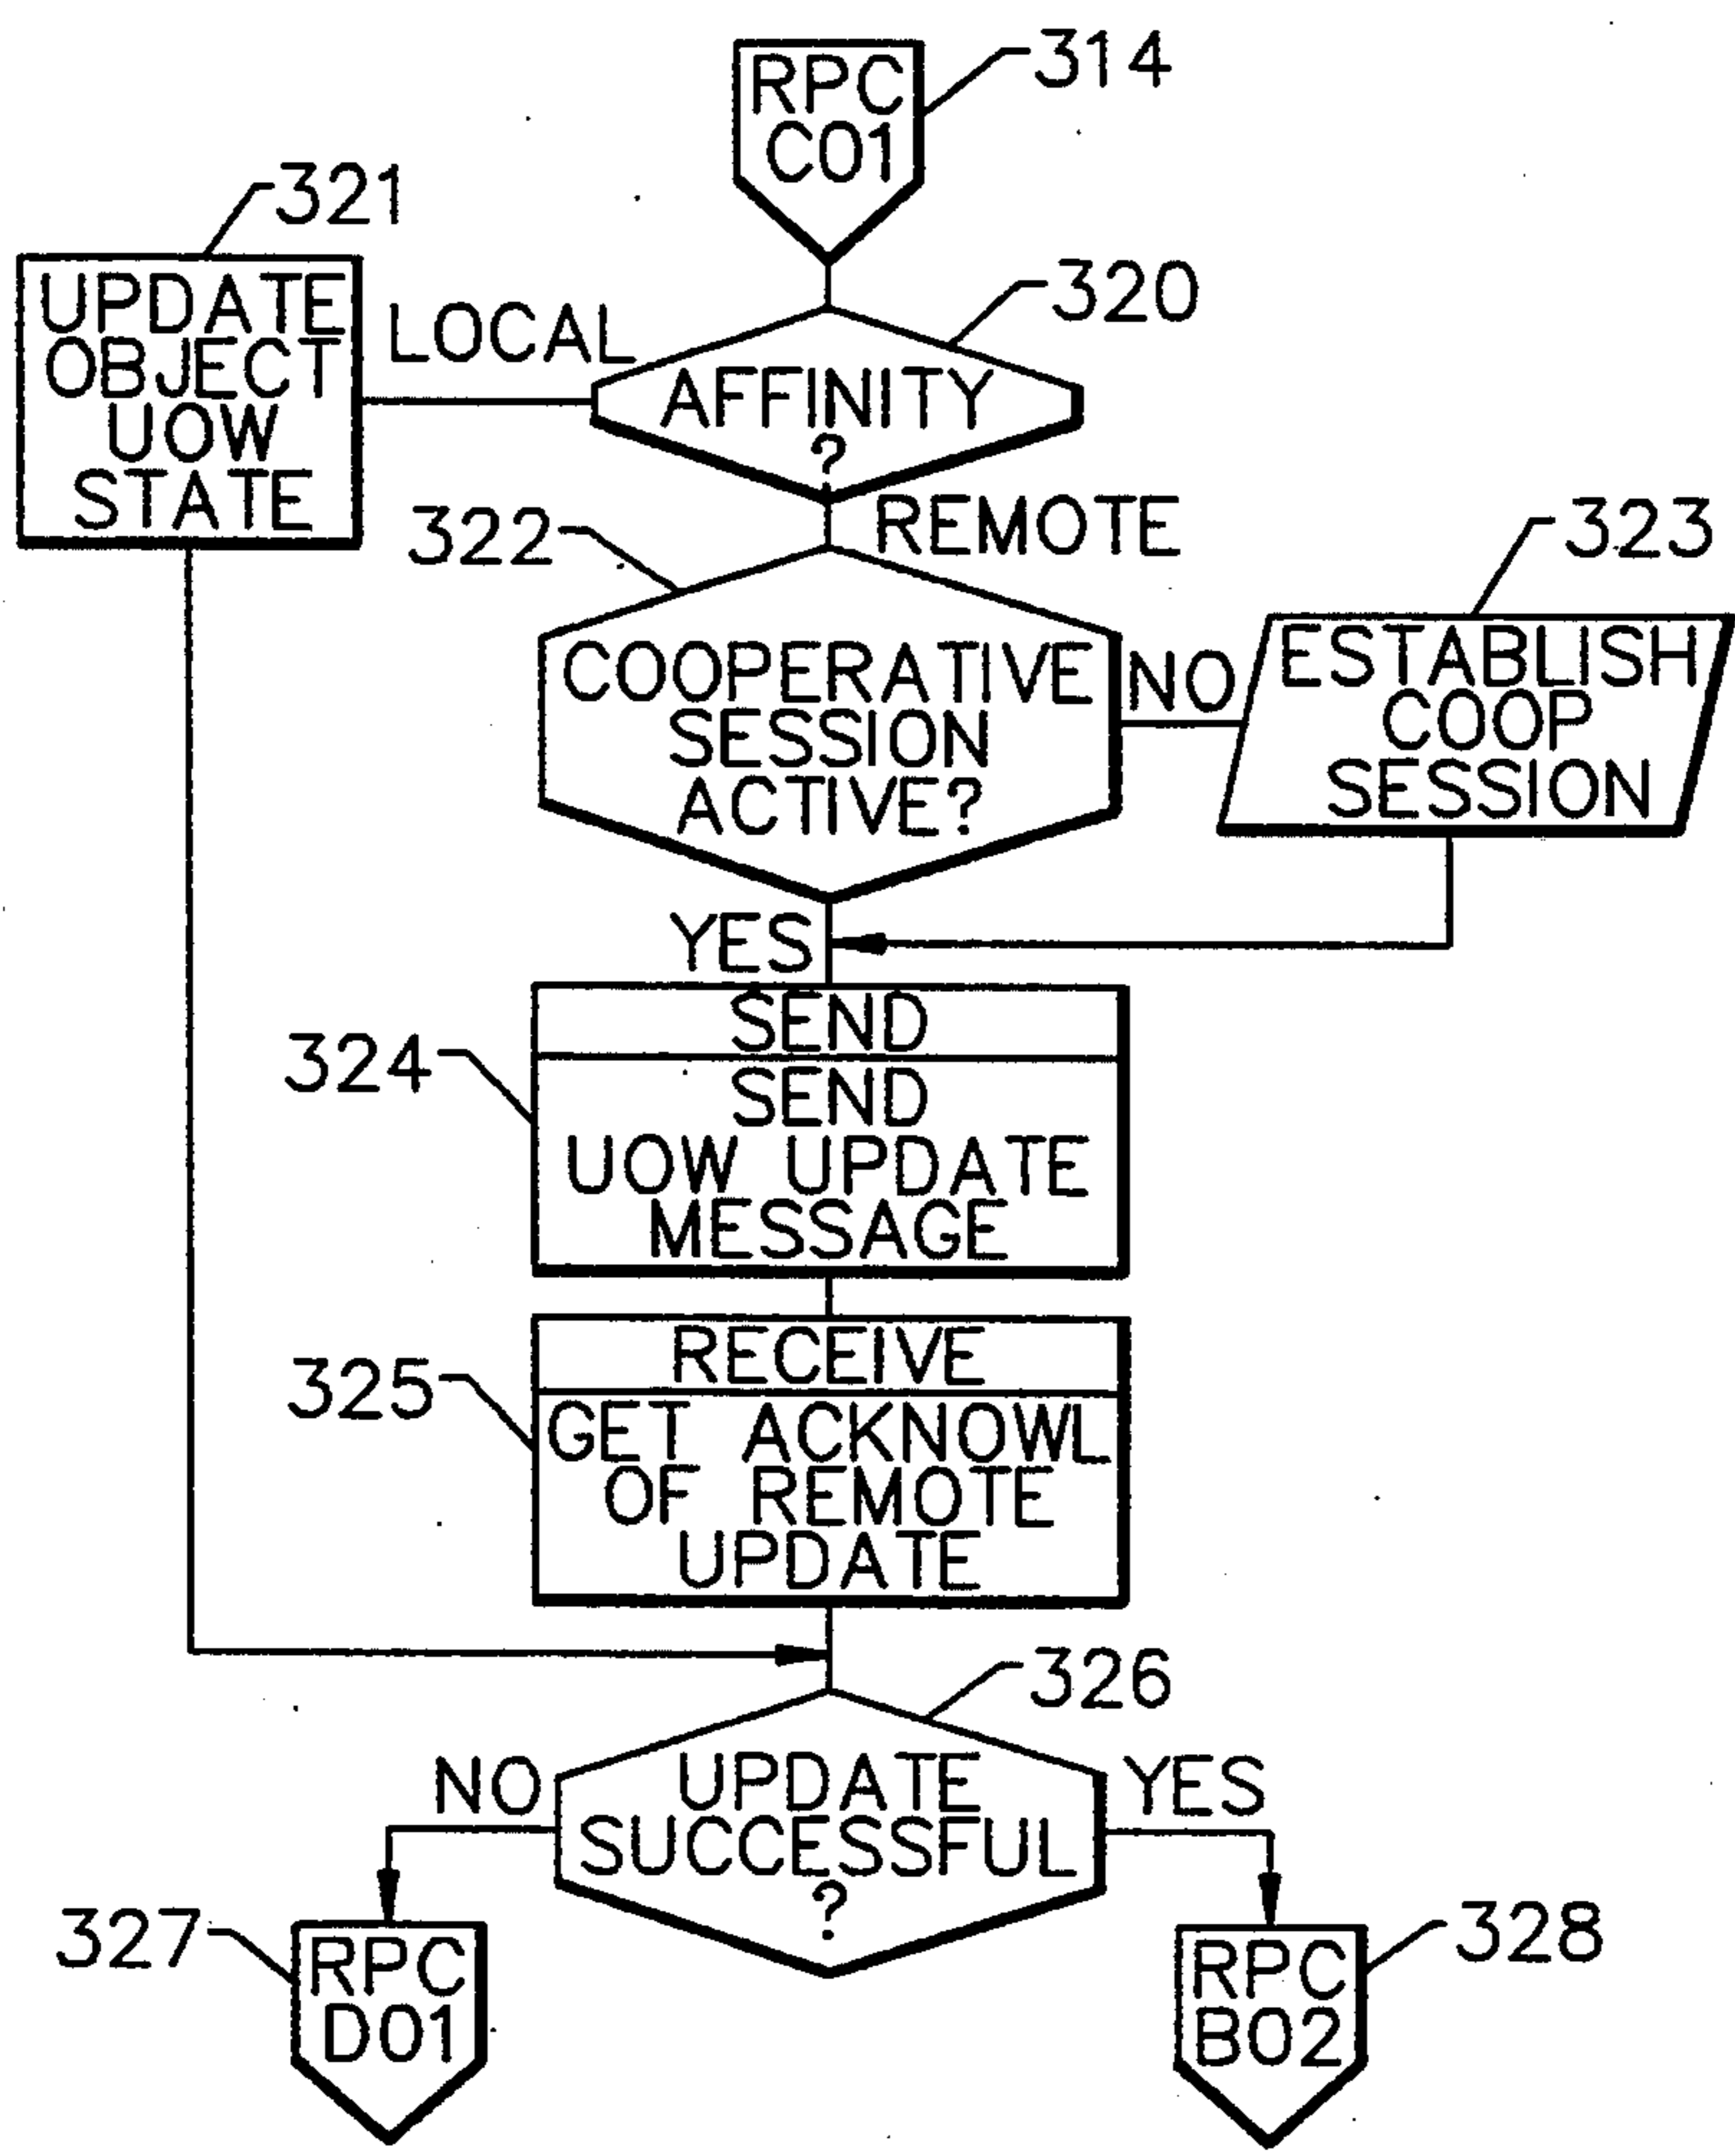 RPC
C01
314
321
UPDATE
OBJECT
UOW
STATE
LOCAL
320
AFFINITY
?
REMOTE
322
COOPERATIVE
SESSION
ACTIVE?
NO
323
ESTABLISH
COOP
SESSION
YES
324
SEND
SEND
UOW UPDATE
MESSAGE
325
RECEIVE
GET ACKNOWL
OF REMOTE
UPDATE
326
UPDATE
SUCCESSFUL
?
NO
YES
327
RPC
D01
328
RPC
B02